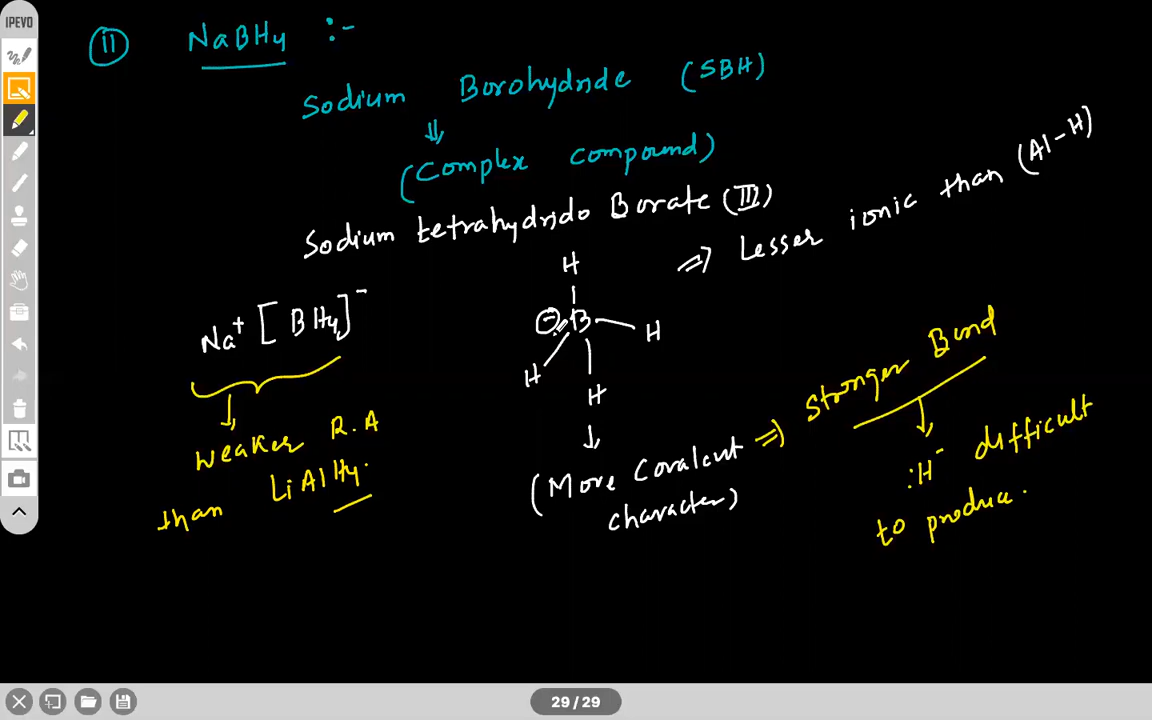 IPEVO
(ii) NaBH4 :-
Sodium Borohydride (SBH)
⇓
(Complex compound)
Sodium tetrahydrido Borate (III)
⇒ Lesser ionic than (Al-H)
Na+ [BH4]-
H
⊖ B H
H H
(More Covalent character)
⇒ Stronger Bond
:H- difficult
to produce.
weaker R.A
than LiAlH4.
29 / 29